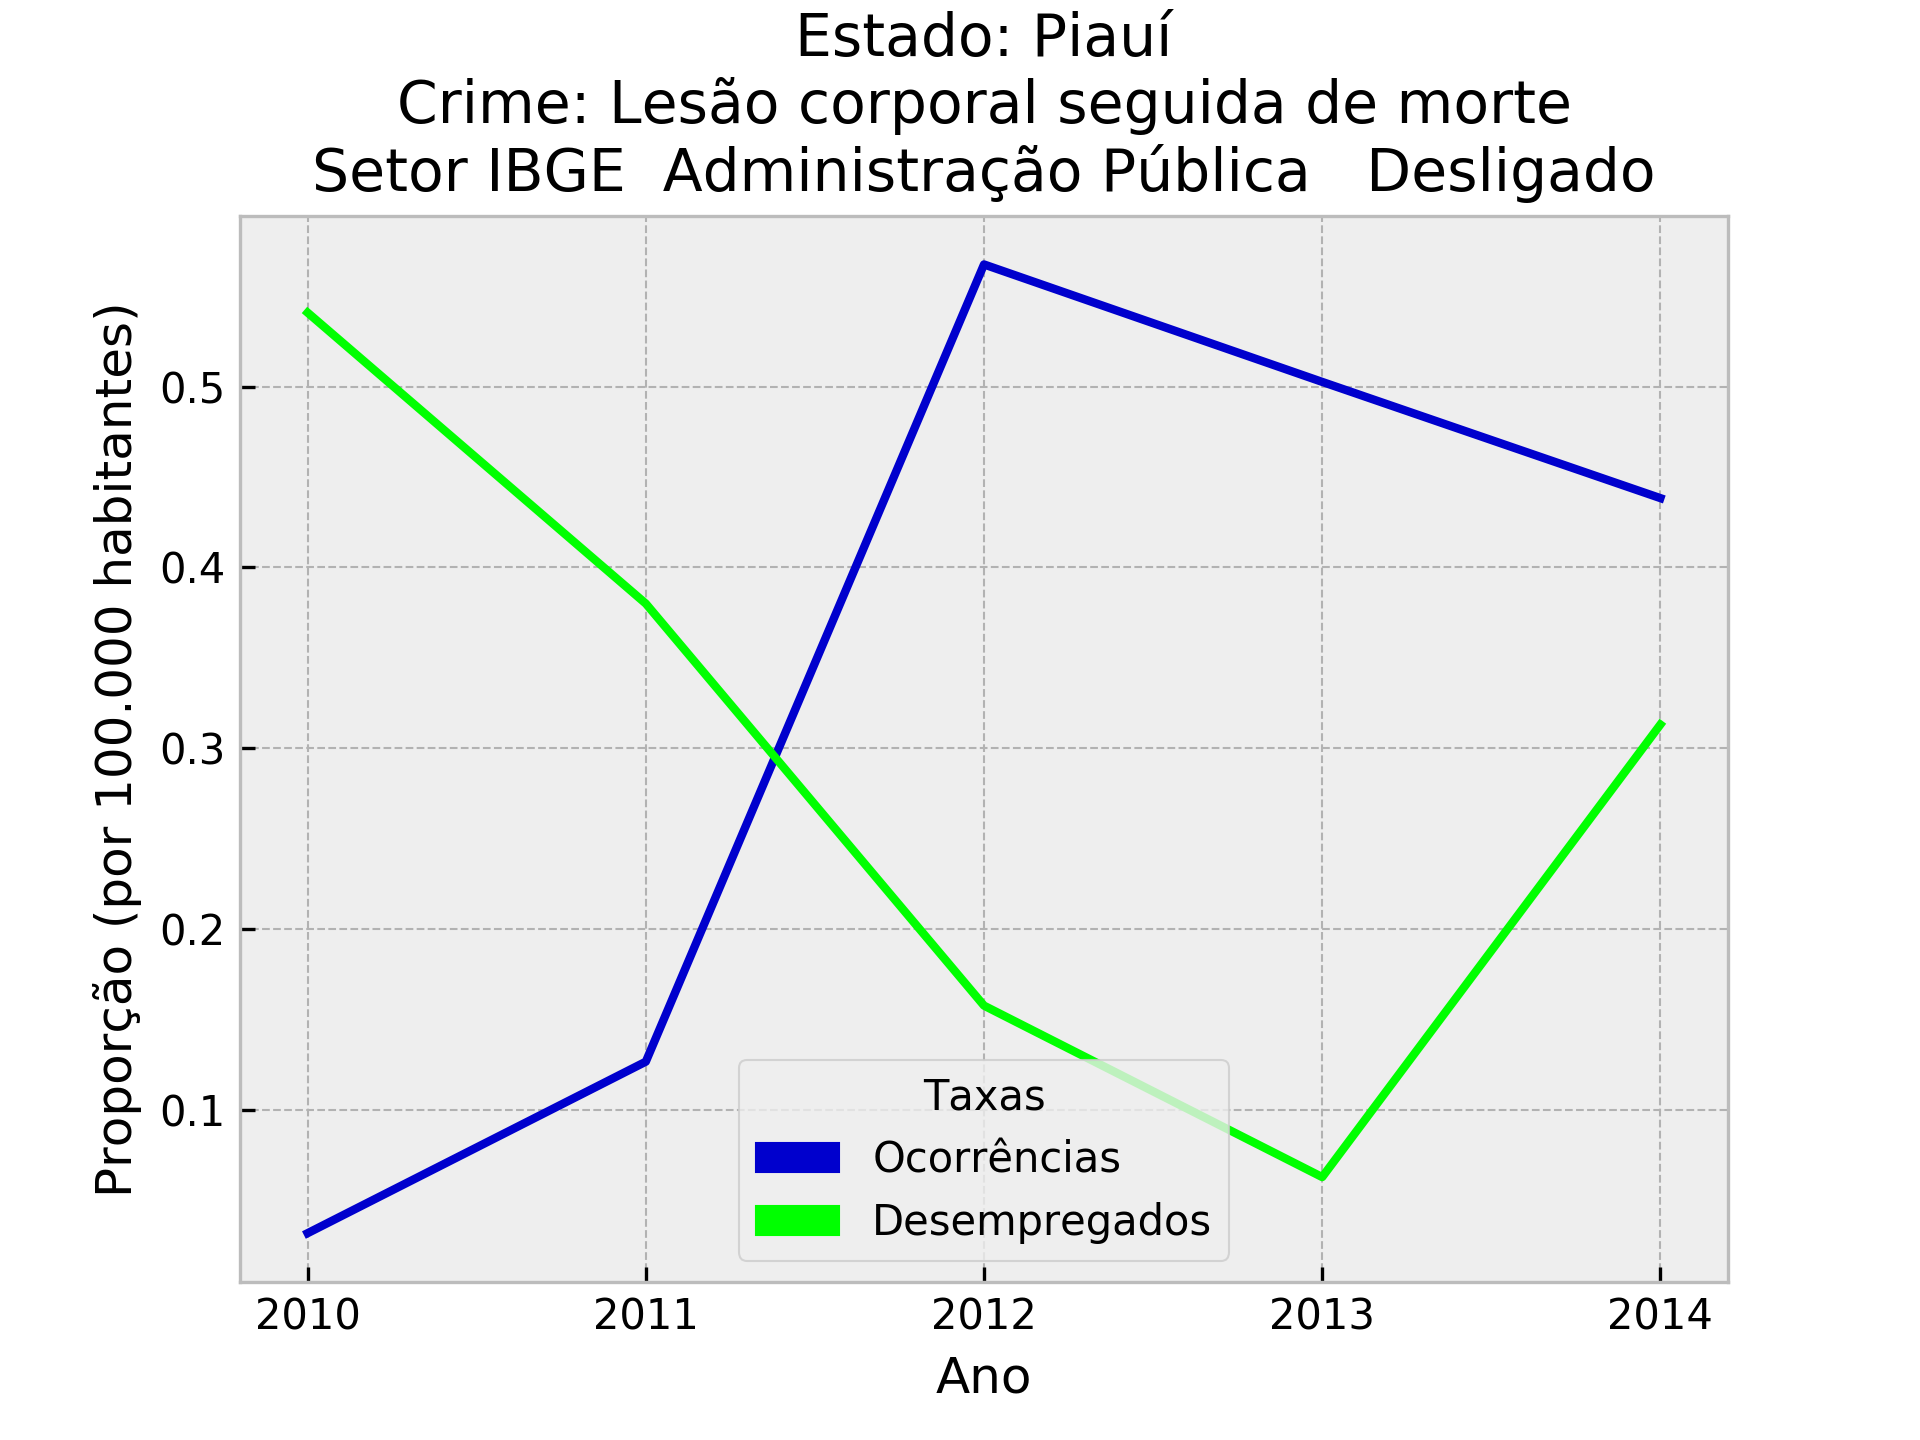 Estado: Piauí
Crime: Lesão corporal seguida de morte
Setor IBGE  Administração Pública   Desligado
Proporção (por 100.000 habitantes)
0.5
0.4
0.3
0.2
0.1
Taxas
Ocorrências
Desempregados
2010 2011 2012 2013 2014
Ano